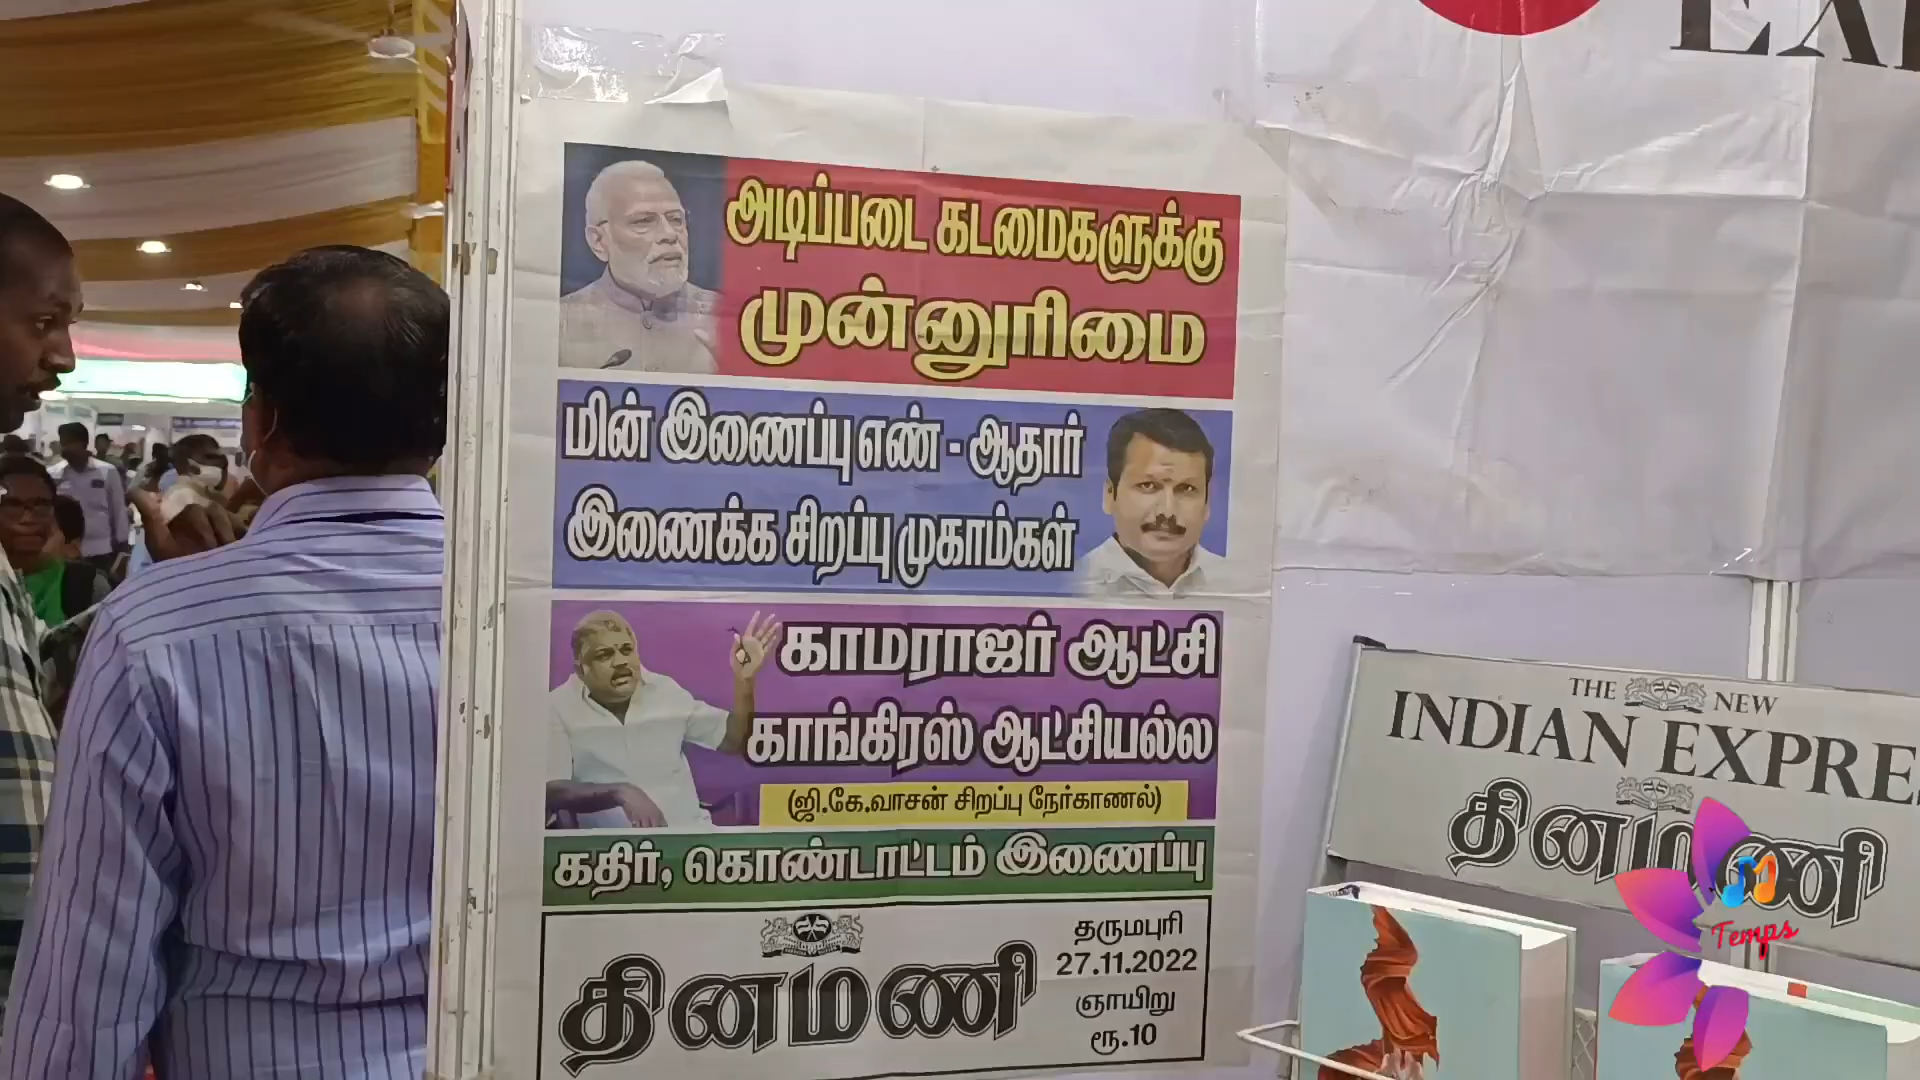 அடிப்படை கடமைகளுக்கு
முன்னுரிமை
மின் இணைப்பு எண் - ஆதார்
இணைக்க சிறப்பு முகாம்கள்
காமராஜர் ஆட்சி
காங்கிரஸ் ஆட்சியல்ல
(ஜி.கே.வாசன் சிறப்பு நேர்காணல்)
கதிர், கொண்டாட்டம் இணைப்பு
தினமணி
தருமபுரி
27.11.2022
ஞாயிறு
ரூ.10
THE NEW
INDIAN EXPRE
தினமணி
Temps